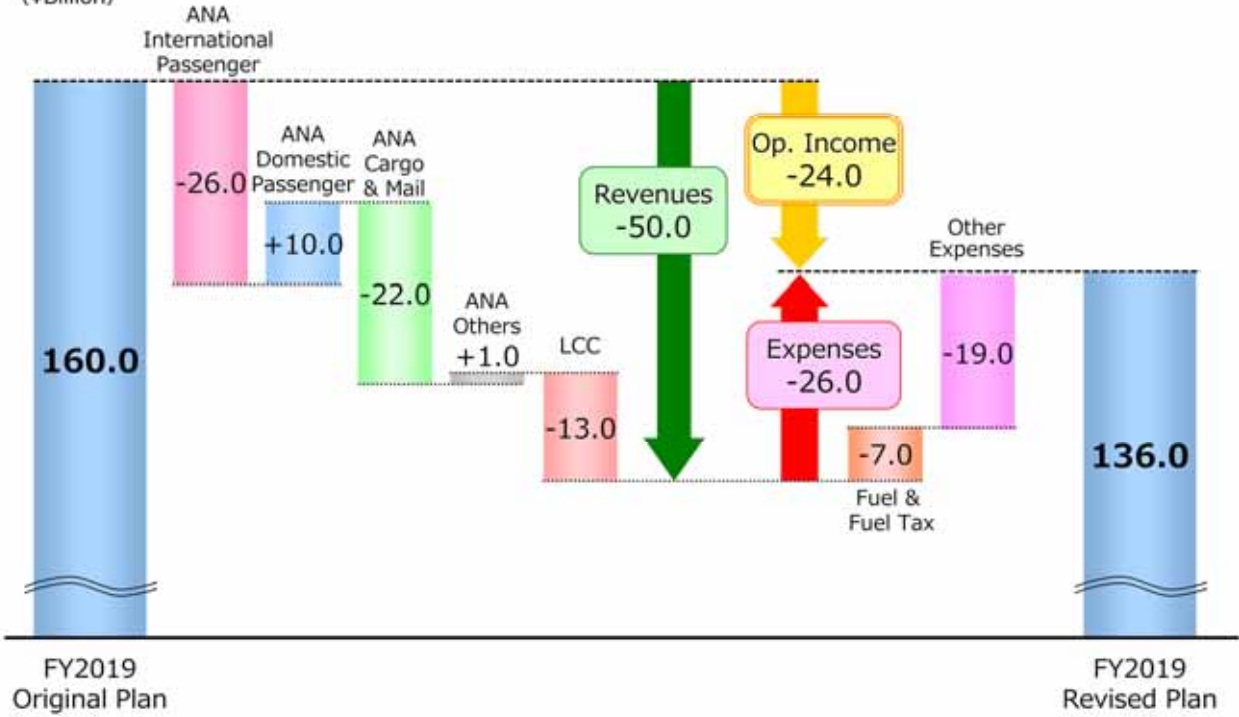 ANA
International
Passenger
-26.0
ANA
Domestic
Passenger
+10.0
ANA
Cargo
& Mail
-22.0
ANA
Others
+1.0
LCC
-13.0
Revenues
-50.0
Op. Income
-24.0
Expenses
-26.0
Other
Expenses
-19.0
-7.0
Fuel &
Fuel Tax
160.0
136.0
FY2019
Original Plan
FY2019
Revised Plan